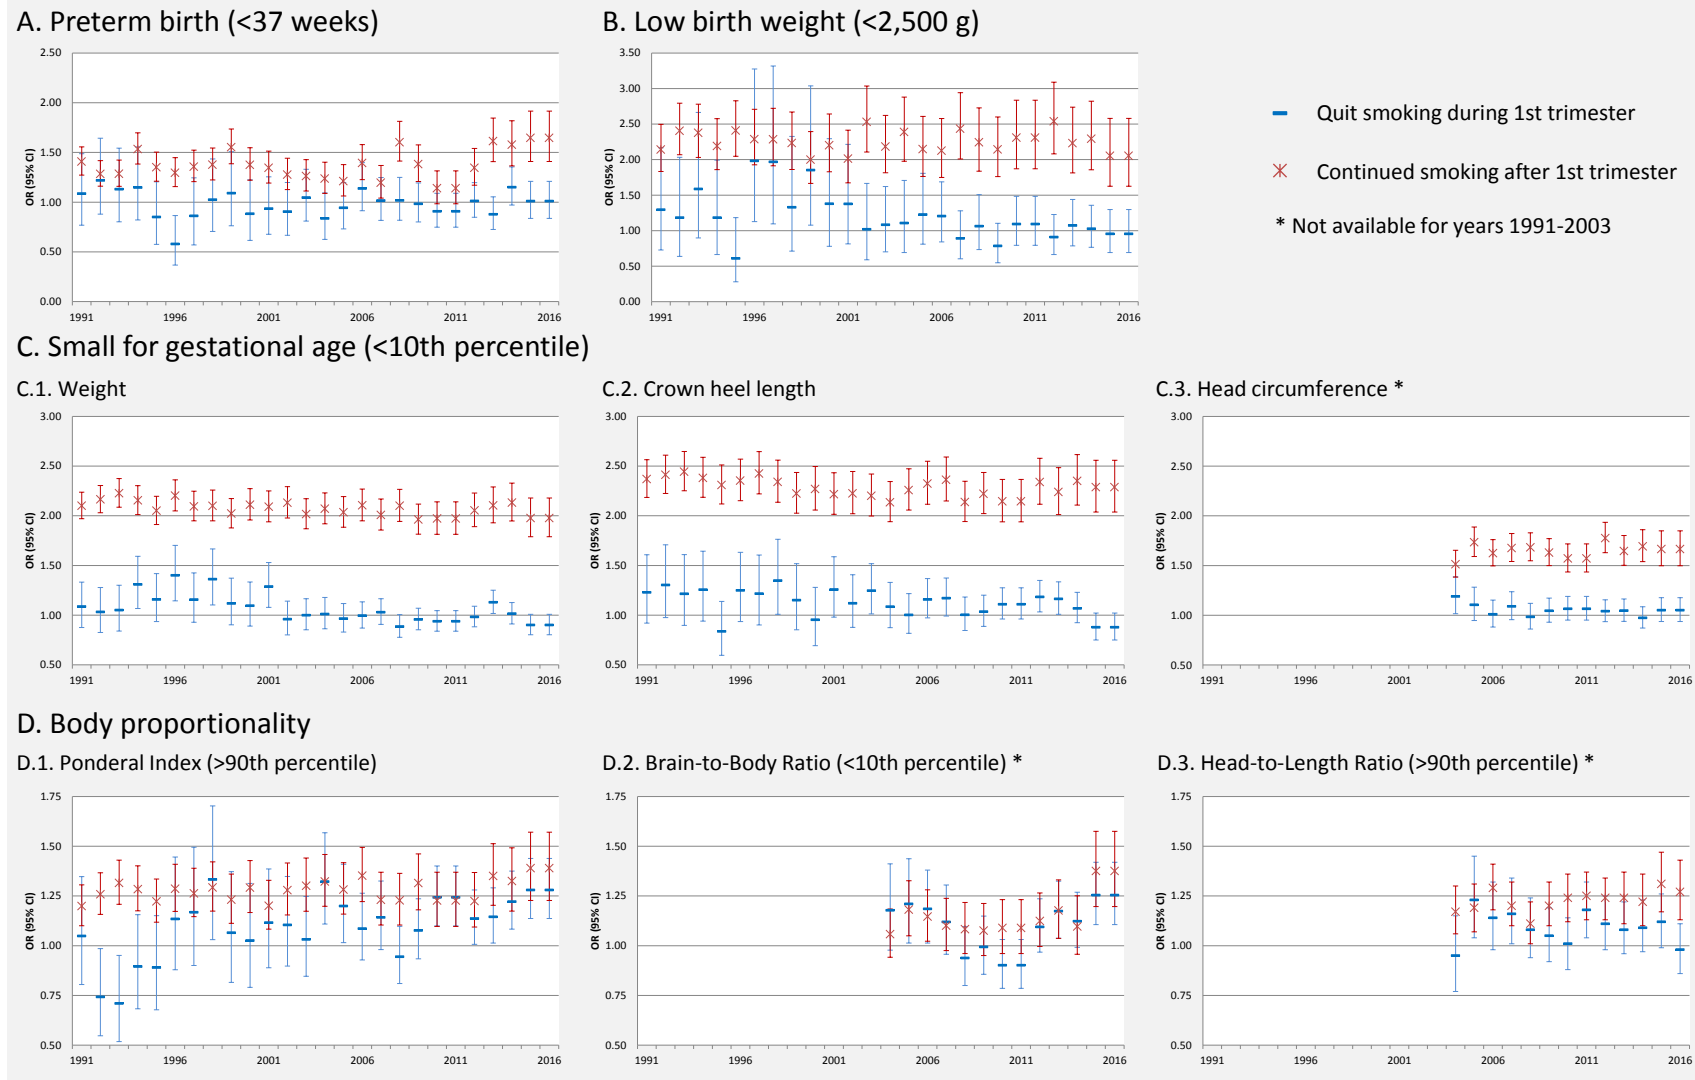 A. Preterm birth (<37 weeks)
2.50
2.00
1.50
1.00
0.50
0.00
OR (95% CI)
1991 1996 2001 2006 2011 2016
B. Low birth weight (<2,500 g)
3.50
3.00
2.50
2.00
1.50
1.00
0.50
0.00
OR (95% CI)
1991 1996 2001 2006 2011 2016
Quit smoking during 1st trimester
Continued smoking after 1st trimester
* Not available for years 1991-2003
C. Small for gestational age (<10th percentile)
C.1. Weight
3.00
2.50
2.00
1.50
1.00
0.50
OR (95% CI)
1991 1996 2001 2006 2011 2016
C.2. Crown heel length
3.00
2.50
2.00
1.50
1.00
0.50
OR (95% CI)
1991 1996 2001 2006 2011 2016
C.3. Head circumference *
3.00
2.50
2.00
1.50
1.00
0.50
OR (95% CI)
1991 1996 2001 2006 2011 2016
D. Body proportionality
D.1. Ponderal Index (>90th percentile)
1.75
1.50
1.25
1.00
0.75
0.50
OR (95% CI)
1991 1996 2001 2006 2011 2016
D.2. Brain-to-Body Ratio (<10th percentile) *
1.75
1.50
1.25
1.00
0.75
0.50
OR (95% CI)
1991 1996 2001 2006 2011 2016
D.3. Head-to-Length Ratio (>90th percentile) *
1.75
1.50
1.25
1.00
0.75
0.50
OR (95% CI)
1991 1996 2001 2006 2011 2016